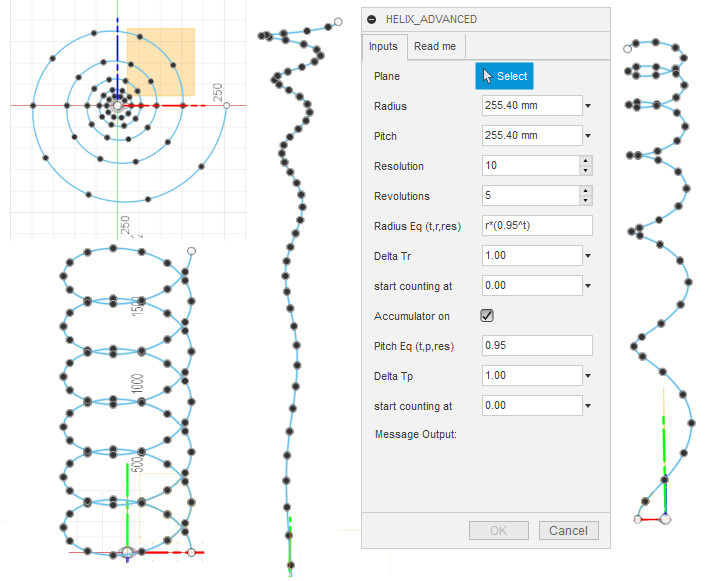 250
250
1500
1000
500
HELIX_ADVANCED
Inputs
Read me
Plane
Select
Radius
255.40 mm
Pitch
255.40 mm
Resolution
10
Revolutions
5
Radius Eq (t,r,res)
r*(0.95^t)
Delta Tr
1.00
start counting at
0.00
Accumulator on
Pitch Eq (t,p,res)
0.95
Delta Tp
1.00
start counting at
0.00
Message Output:
OK
Cancel